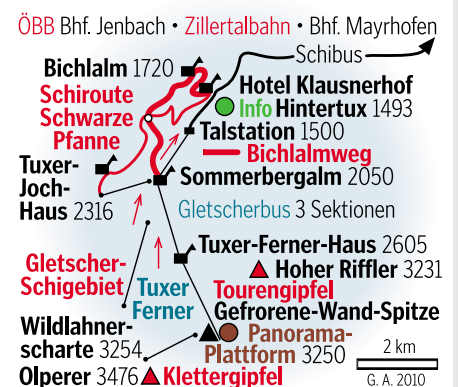 ÖBB Bhf. Jenbach • Zillertalbahn • Bhf. Mayrhofen
Schibus
Bichlalm 1720
Hotel Klausnerhof
Schiroute
Schwarze
Pfanne
Info Hintertux 1493
Talstation 1500
Bichlalmweg
Tuxer-
Joch-
Haus 2316
Sommerbergalm 2050
Gletscherbus 3 Sektionen
Tuxer-Ferner-Haus 2605
Gletscher-
Schigebiet
Hoher Riffler 3231
Tourengipfel
Tuxer
Ferner
Gefrorene-Wand-Spitze
Wildlahner-
scharte 3254
Panorama-
Plattform 3250
2 km
Olperer 3476 Klettergipfel
G. A. 2010